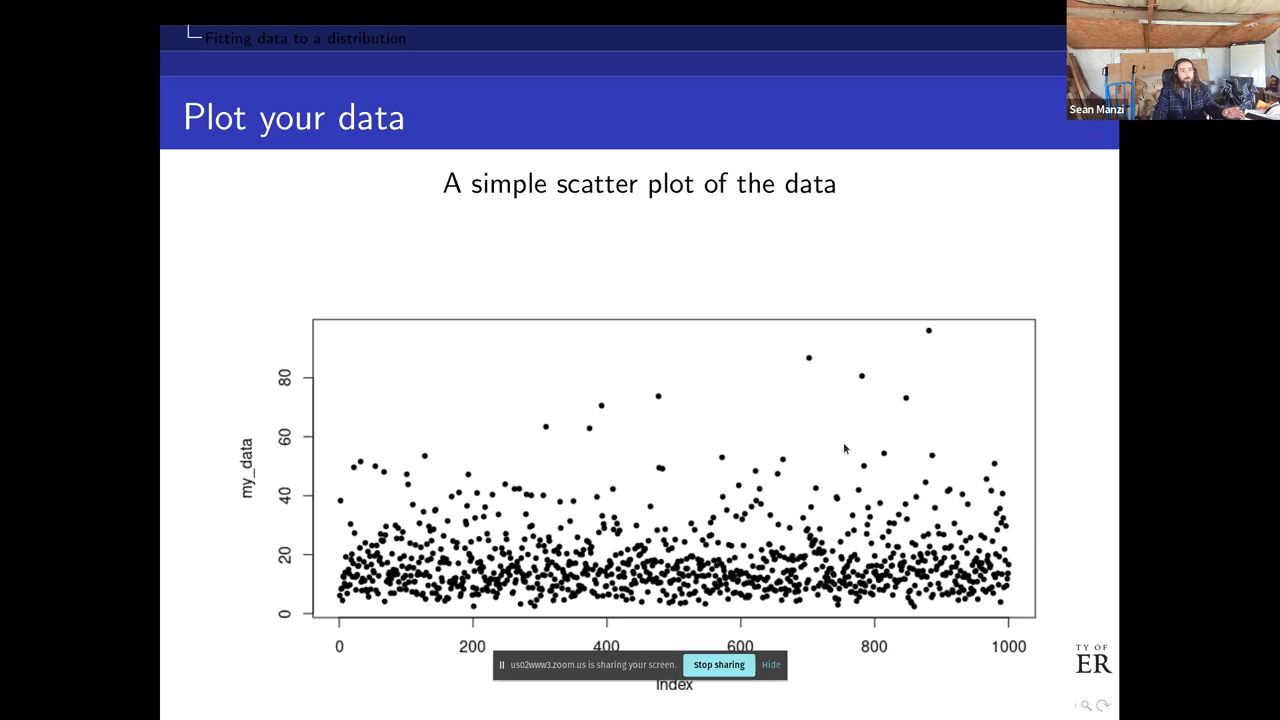 Fitting data to a distribution
Sean Manzi
Plot your data
A simple scatter plot of the data
my_data
80
60
40
20
0
0 200 400 600 800 1000
us02www3.zoom.us is sharing your screen. Stop sharing Hide
Index
TY OF
ER